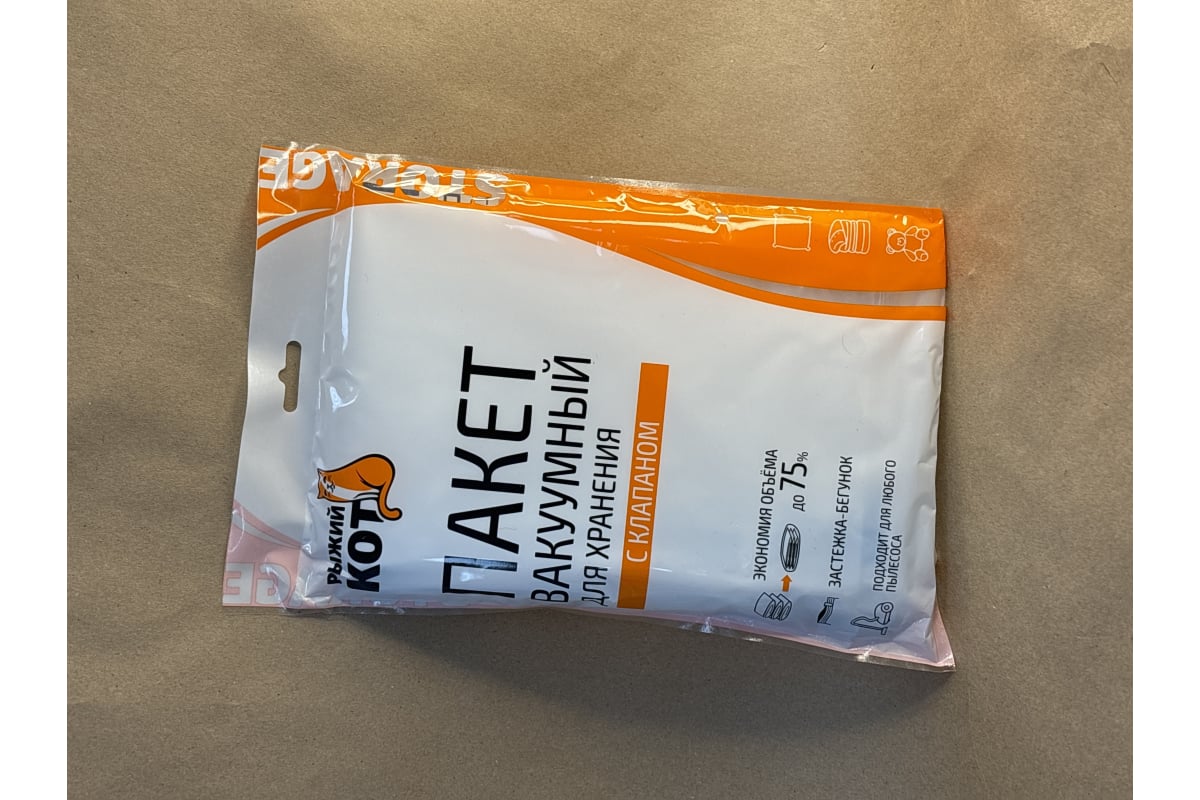 STORAGE
РЫЖИЙ
КОТ
ПАКЕТ
ВАКУУМНЫЙ
ДЛЯ ХРАНЕНИЯ
С КЛАПАНОМ
ЭКОНОМИЯ ОБЪЁМА
ДО 75%
ЗАСТЕЖКА-БЕГУНОК
ПОДХОДИТ ДЛЯ ЛЮБОГО
ПЫЛЕСОСА